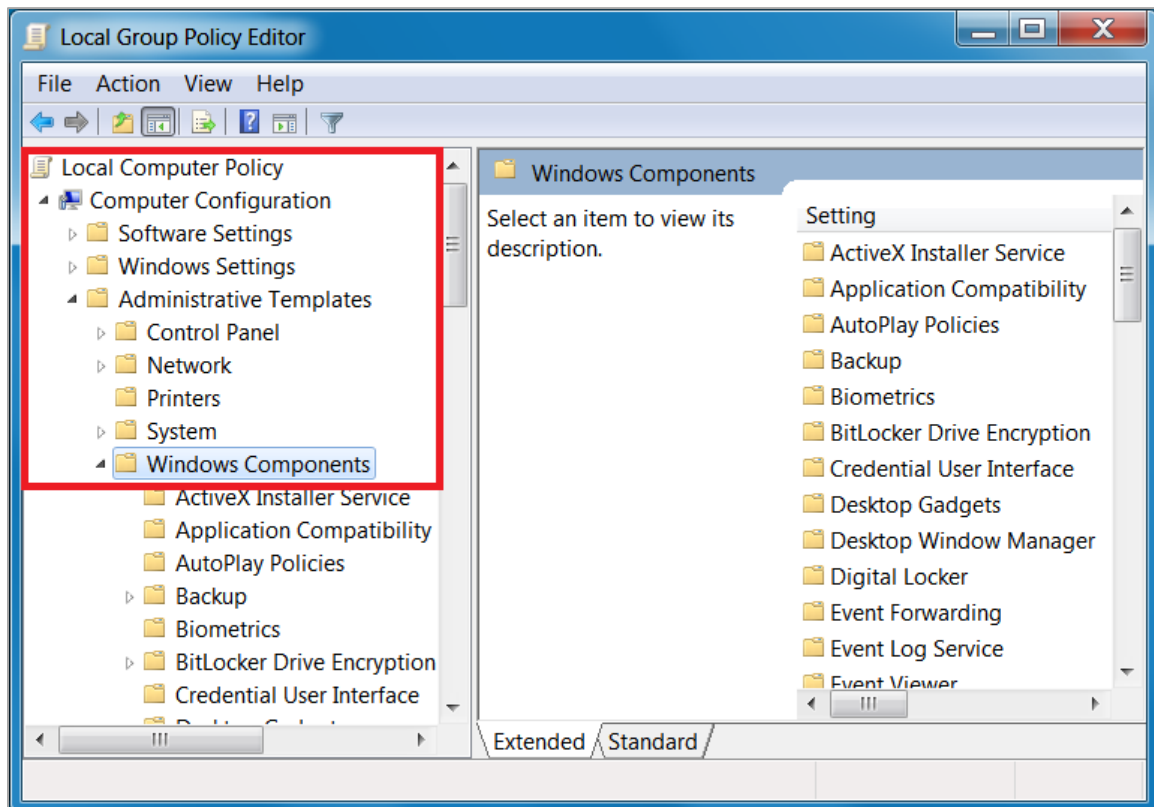 Local Group Policy Editor
File Action View Help
Local Computer Policy
Computer Configuration
Software Settings
Windows Settings
Administrative Templates
Control Panel
Network
Printers
System
Windows Components
ActiveX Installer Service
Application Compatibility
AutoPlay Policies
Backup
Biometrics
BitLocker Drive Encryption
Credential User Interface
Windows Components
Select an item to view its
description.
Setting
ActiveX Installer Service
Application Compatibility
AutoPlay Policies
Backup
Biometrics
BitLocker Drive Encryption
Credential User Interface
Desktop Gadgets
Desktop Window Manager
Digital Locker
Event Forwarding
Event Log Service
Event Viewer
Extended Standard